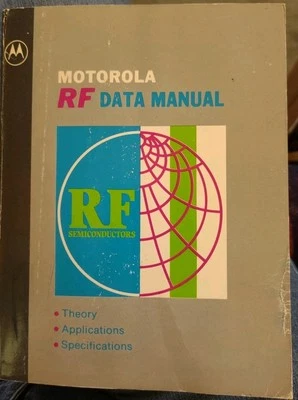 MOTOROLA
RF DATA MANUAL
RF
SEMICONDUCTORS
• Theory
• Applications
• Specifications